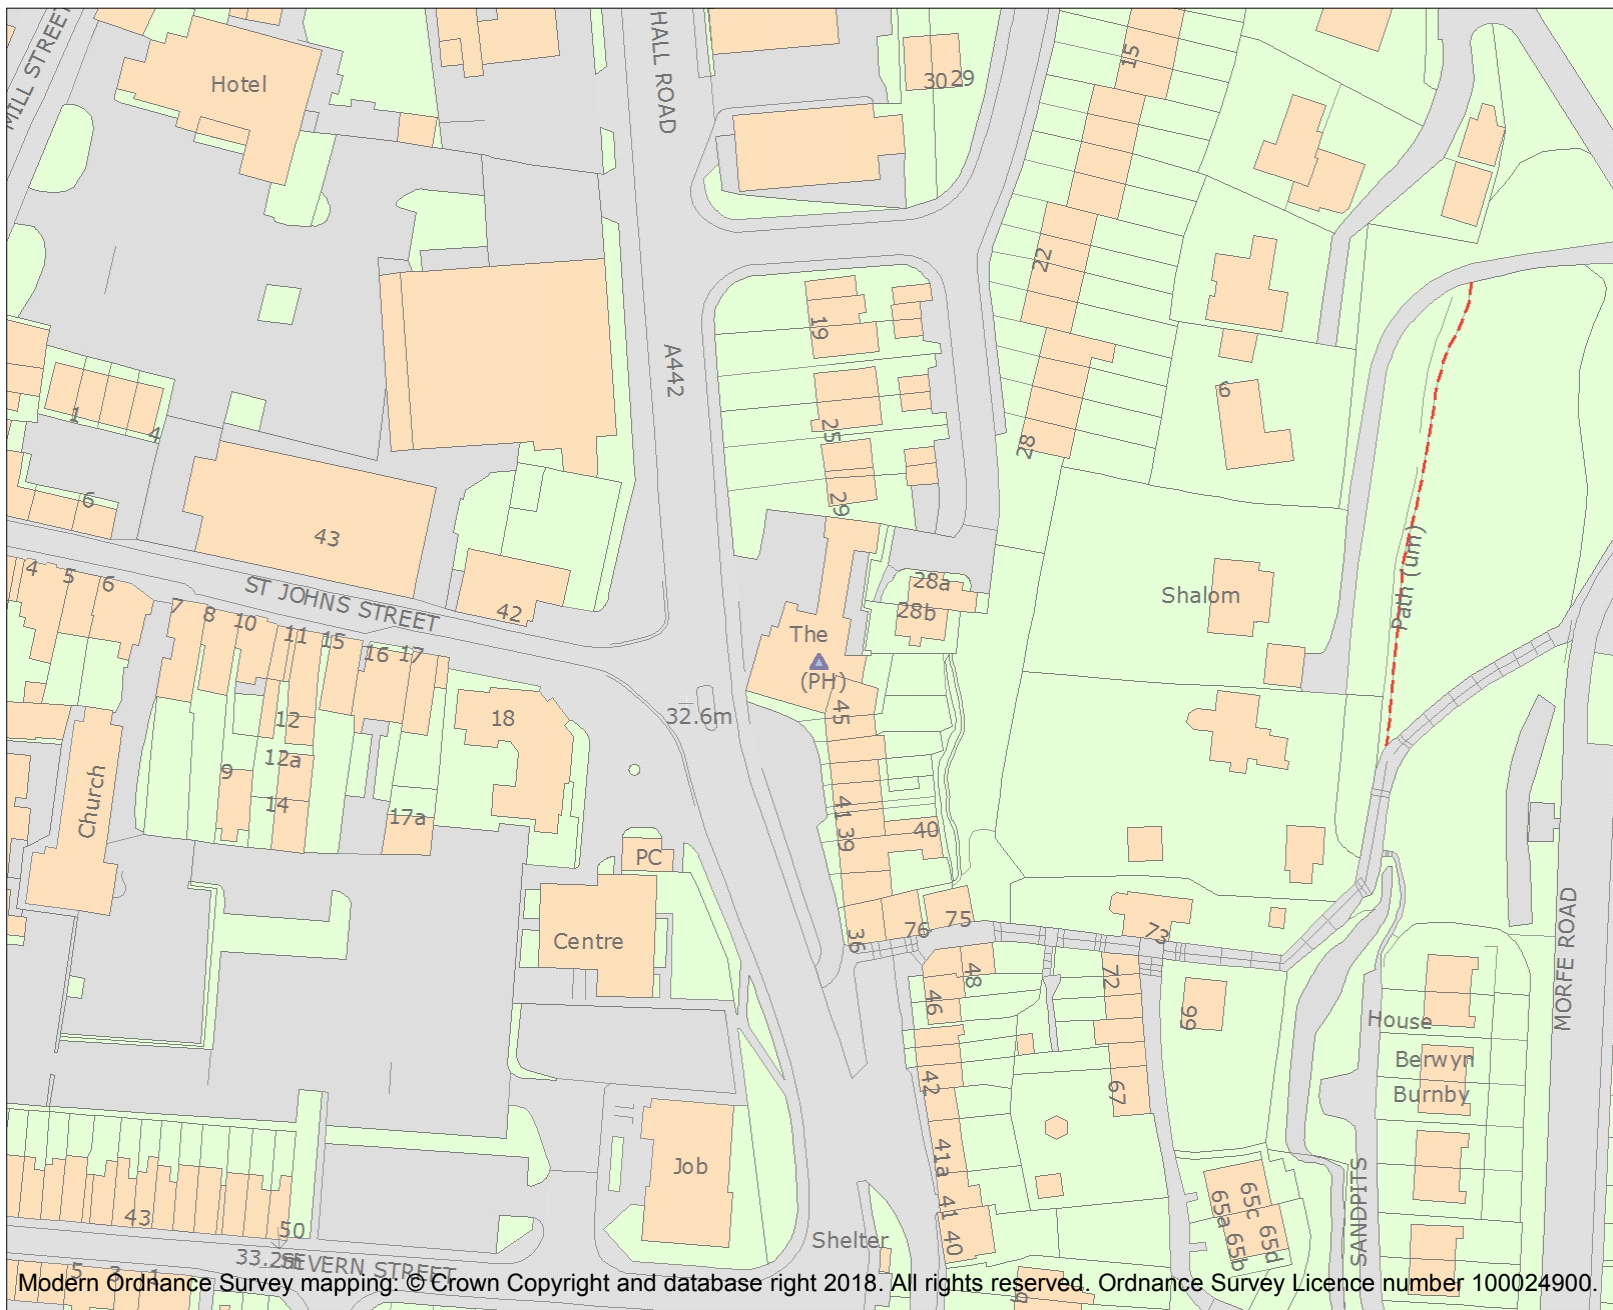 MILL STREET
Hotel
HALL ROAD
30
29
15
22
19
A442
25
28
6
29
1
4
6
43
ST JOHNS STREET
42
4
5
6
7
8
10
11
15
16
17
12
12a
9
14
17a
18
Church
The
(PH)
32.6m
28a
28b
45
41
39
40
36
76
75
Shalom
Path (um)
PC
Centre
73
48
46
72
66
42
67
41a
41
40
House
Berwyn
Burnby
MORFE ROAD
SANDPITS
65a
65b
65c
65d
Job
Shelter
43
50
33.2m
SEVERN STREET
5
3
1
Modern Ordnance Survey mapping: © Crown Copyright and database right 2018. All rights reserved. Ordnance Survey Licence number 100024900.